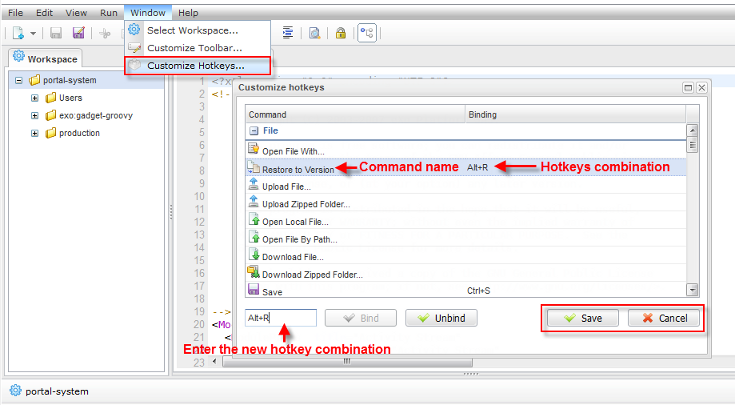 File Edit View Run Window Help
Select Workspace...
Customize Toolbar...
Customize Hotkeys...
Workspace
portal-system
Users
exo:gadget-groovy
production
1
2 <!-
3
4
5
6
7
8
9
10
11
12
13
14
15
16
17
18
19 -->
20 <Mo
21 <
22
23
Customize hotkeys
Command Binding
File
Open File With...
Restore to Version Alt+R
Command name
Hotkeys combination
Upload File...
Upload Zipped Folder...
Open Local File...
Open File By Path...
Download File...
Download Zipped Folder...
Save Ctrl+S
Alt+R Bind Unbind Save Cancel
Enter the new hotkey combination
portal-system